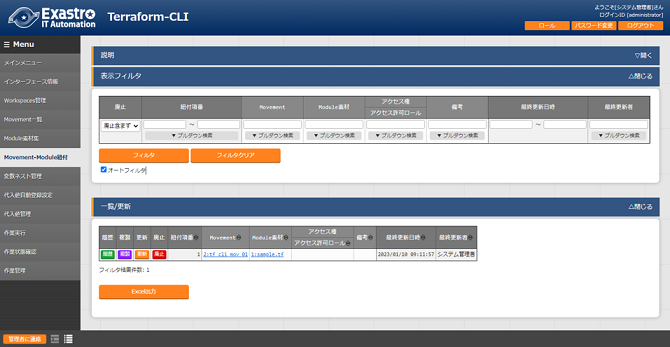 Exastro
IT Automation
Terraform-CLI
ようこそ[システム管理者]さん
ログインID [administrator]
ロール
パスワード変更
ログアウト
Menu
メインメニュー
インターフェース情報
Workspaces管理
Movement一覧
Module素材集
Movement-Module紐付
変数ネスト管理
代入値自動登録設定
代入値管理
作業実行
作業状態確認
作業管理
説明
▽開く
表示フィルタ
△閉じる
廃止 紐付項番 Movement Module素材 アクセス権 備考 最終更新日時 最終更新者
アクセス許可ロール
廃止含まず ～ ～
▼ プルダウン検索 ▼ プルダウン検索 ▼ プルダウン検索 ▼ プルダウン検索 ▼ プルダウン検索 ▼ プルダウン検索
フィルタ
フィルタクリア
オートフィルタ
一覧/更新
△閉じる
履歴 複製 更新 廃止 紐付項番 Movement Module素材 アクセス権 備考 最終更新日時 最終更新者
アクセス許可ロール
履歴 複製 更新 廃止 1 2:tf_cli_mov_01 1:sample.tf 2023/01/10 09:11:57 システム管理者
フィルタ結果件数: 1
Excel出力
管理者に連絡